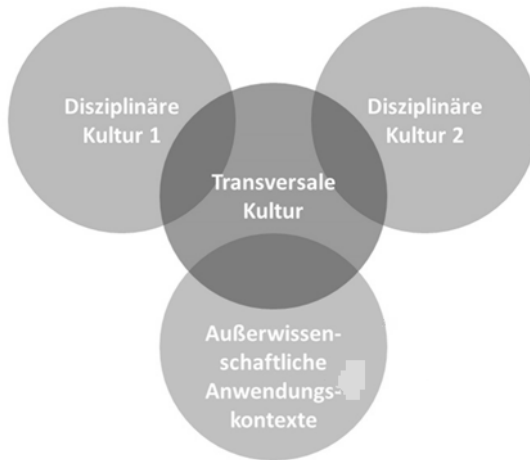 Disziplinäre
Kultur 1
Disziplinäre
Kultur 2
Transversale
Kultur
Außerwissen-
schaftliche
Anwendungs-
kontexte